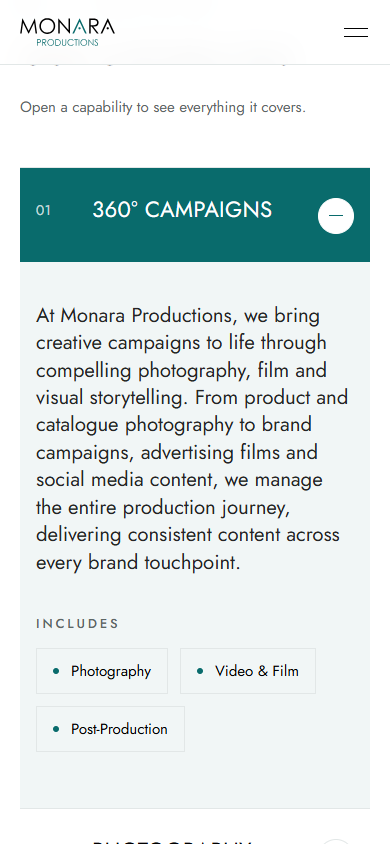 MONARA
PRODUCTIONS
Open a capability to see everything it covers.
01 360° CAMPAIGNS
At Monara Productions, we bring
creative campaigns to life through
compelling photography, film and
visual storytelling. From product and
catalogue photography to brand
campaigns, advertising films and
social media content, we manage
the entire production journey,
delivering consistent content across
every brand touchpoint.
INCLUDES
Photography
Video & Film
Post-Production